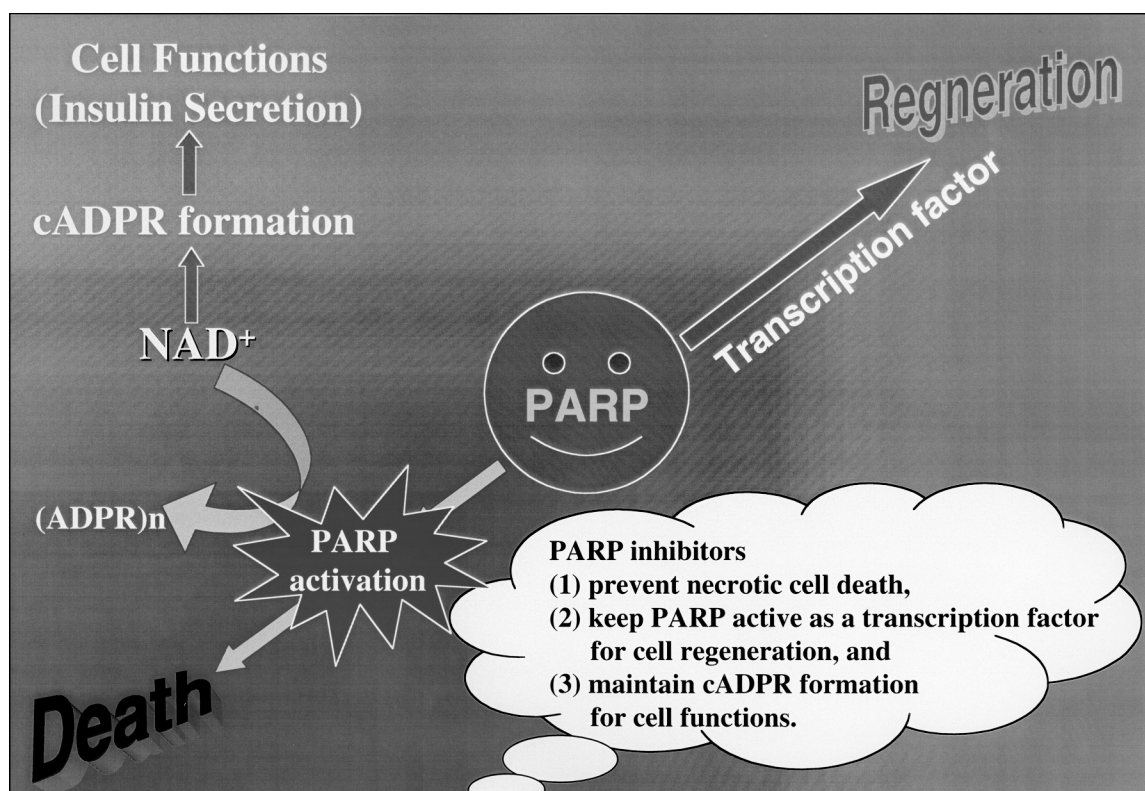 Cell Functions
(Insulin Secretion)
cADPR formation
NAD+
(ADPR)n
PARP
activation
Death
PARP
Transcription factor
Regneration
PARP inhibitors
(1) prevent necrotic cell death,
(2) keep PARP active as a transcription factor
for cell regeneration, and
(3) maintain cADPR formation
for cell functions.